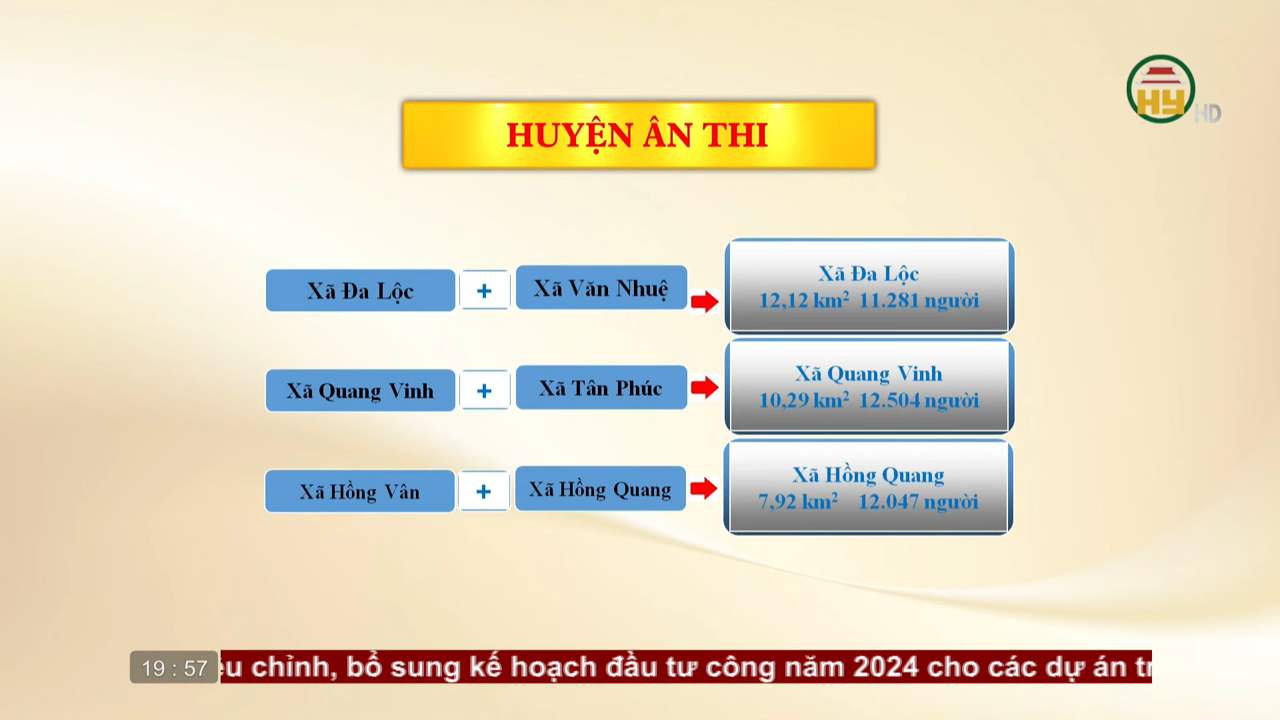 HY HD
HUYỆN ÂN THI
Xã Đa Lộc + Xã Văn Nhuệ
Xã Đa Lộc
12,12 km² 11.281 người
Xã Quang Vinh + Xã Tân Phúc
Xã Quang Vinh
10,29 km² 12.504 người
Xã Hồng Vân + Xã Hồng Quang
Xã Hồng Quang
7,92 km² 12.047 người
19 : 57 chỉnh, bổ sung kế hoạch đầu tư công năm 2024 cho các dự án